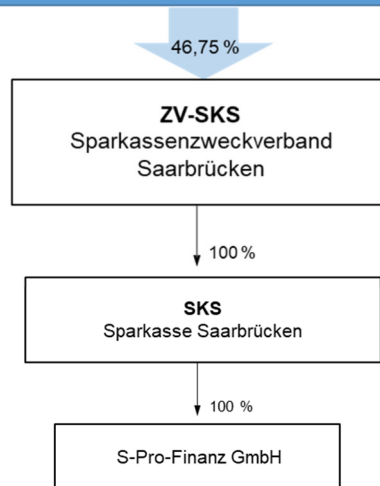 46,75 %
ZV-SKS
Sparkassenzweckverband
Saarbrücken
100 %
SKS
Sparkasse Saarbrücken
100 %
S-Pro-Finanz GmbH